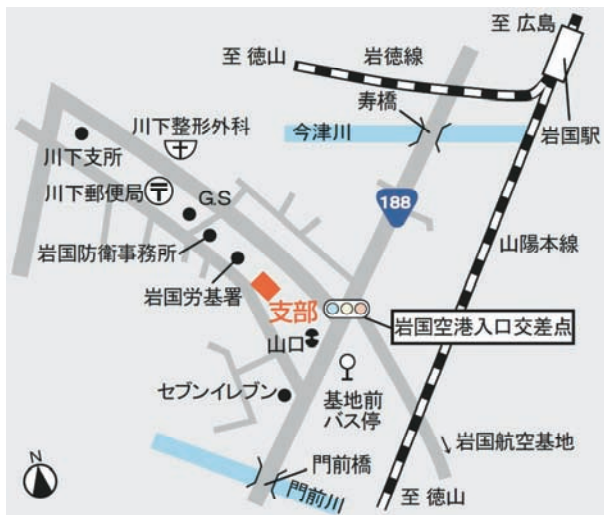 至 広島
至 徳山
岩徳線
寿橋
今津川
岩国駅
川下整形外科
川下支所
川下郵便局
G.S
188
山陽本線
岩国防衛事務所
岩国労基署
支部
岩国空港入口交差点
山口
セブンイレブン
基地前
バス停
岩国航空基地
N
門前橋
門前川
至 徳山